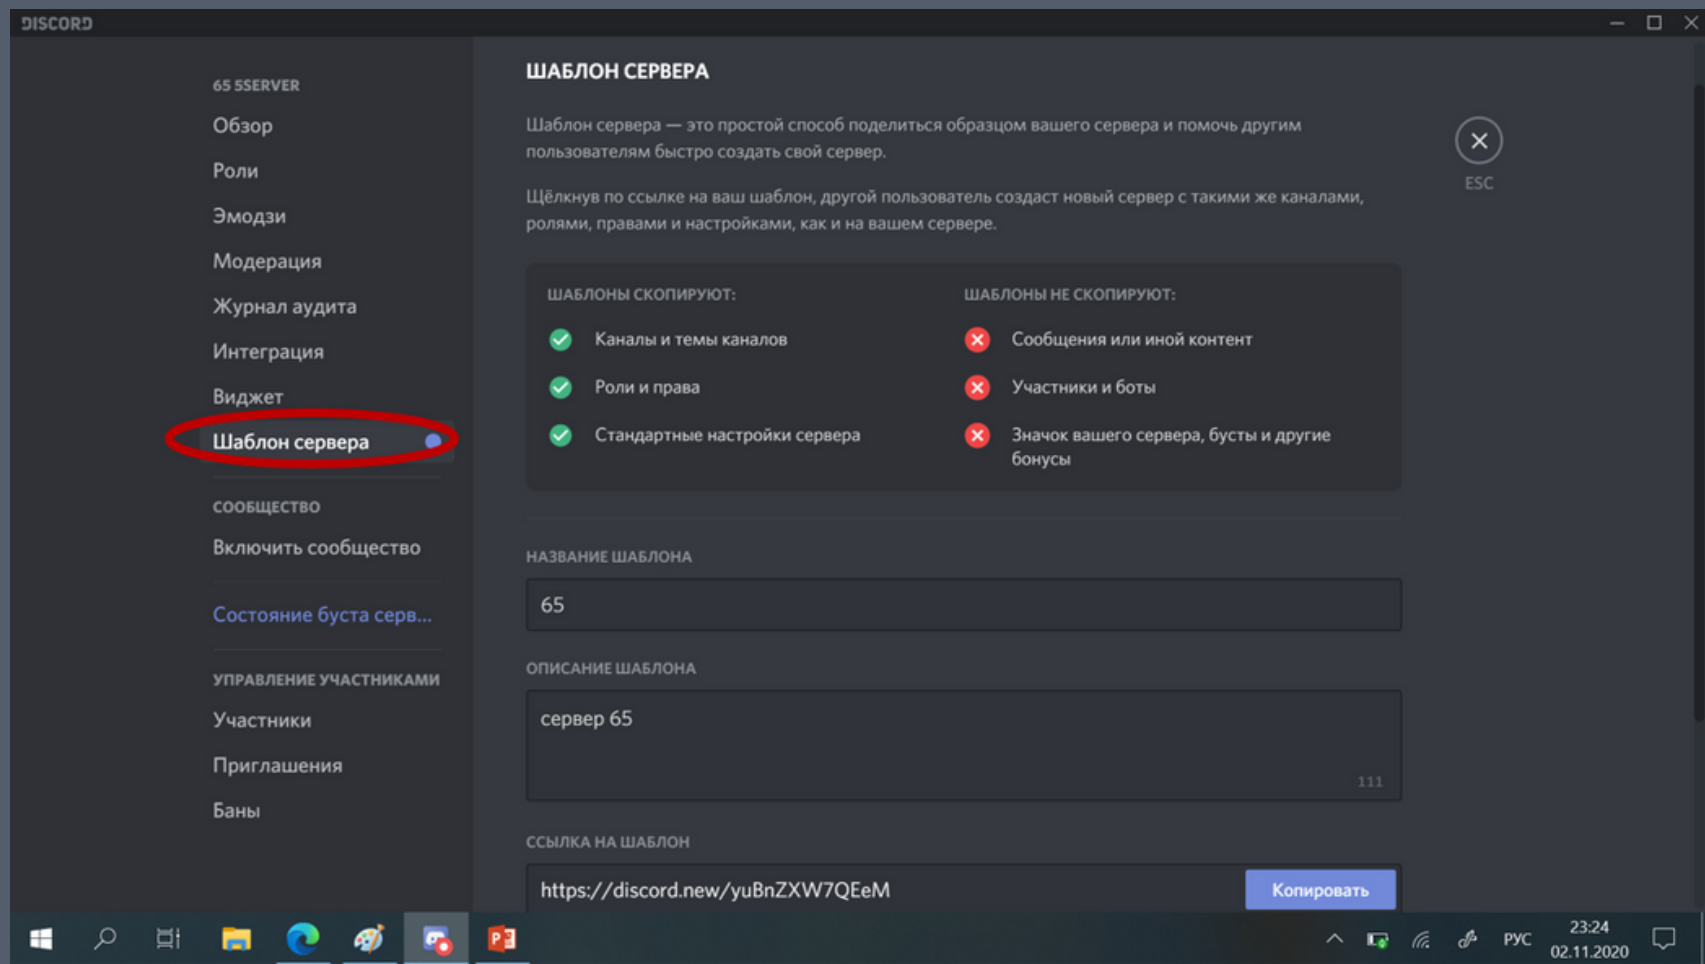 DISCORD
65 5SERVER
Обзор
Роли
Эмодзи
Модерация
Журнал аудита
Интеграция
Виджет
Шаблон сервера
СООБЩЕСТВО
Включить сообщество
Состояние буста серв...
УПРАВЛЕНИЕ УЧАСТНИКАМИ
Участники
Приглашения
Баны
ШАБЛОН СЕРВЕРА
Шаблон сервера — это простой способ поделиться образцом вашего сервера и помочь другим
пользователям быстро создать свой сервер.
Щёлкнув по ссылке на ваш шаблон, другой пользователь создаст новый сервер с такими же каналами,
ролями, правами и настройками, как и на вашем сервере.
ШАБЛОНЫ СКОПИРУЮТ:
Каналы и темы каналов
Роли и права
Стандартные настройки сервера
ШАБЛОНЫ НЕ СКОПИРУЮТ:
Сообщения или иной контент
Участники и боты
Значок вашего сервера, бусты и другие
бонусы
НАЗВАНИЕ ШАБЛОНА
65
ОПИСАНИЕ ШАБЛОНА
сервер 65
111
ССЫЛКА НА ШАБЛОН
https://discord.new/yuBnZXW7QEeM
Копировать
ESC
РУС
23:24
02.11.2020